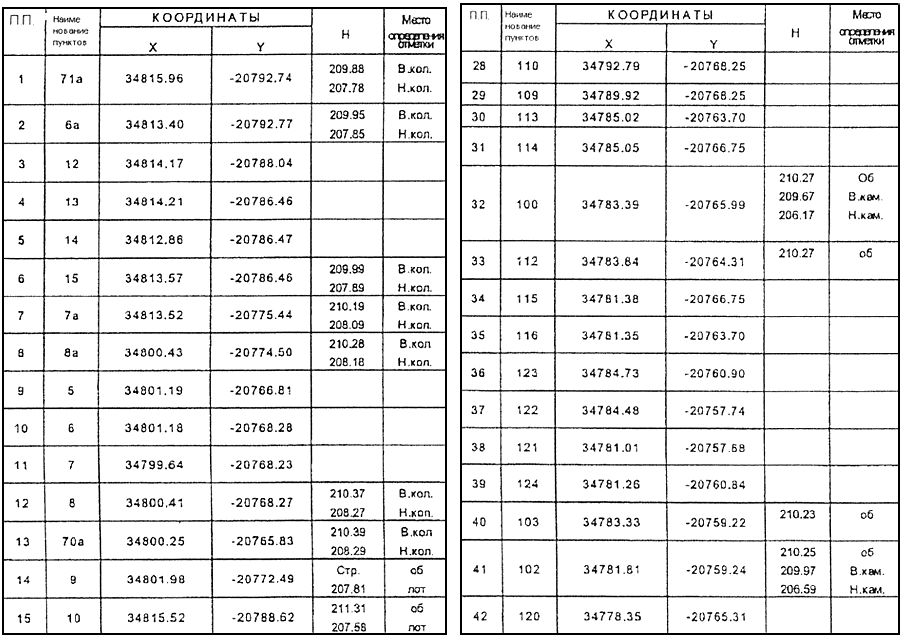 П.П. Наименование пунктов КООРДИНАТЫ X Y H Место определения отметки
1 71а 34815.96 -20792.74 209.88 В.кол.
207.78 Н.кол.
2 6а 34813.40 -20792.77 209.95 В.кол.
207.85 Н.кол.
3 12 34814.17 -20788.04
4 13 34814.21 -20786.46
5 14 34812.86 -20786.47
6 15 34813.57 -20786.46 209.99 В.кол.
207.89 Н.кол.
7 7а 34813.52 -20775.44 210.19 В.кол.
208.09 Н.кол.
8 8а 34800.43 -20774.50 210.28 В.кол
208.18 Н.кол.
9 5 34801.19 -20766.81
10 6 34801.18 -20768.28
11 7 34799.64 -20768.23
12 8 34800.41 -20768.27 210.37 В.кол.
208.27 Н.кол.
13 70а 34800.25 -20765.83 210.39 В.кол
208.29 Н.кол.
14 9 34801.98 -20772.49 Стр. об
207.81 лот
15 10 34815.52 -20788.62 211.31 об
207.58 лот
П.П. Наименование пунктов КООРДИНАТЫ X Y H Место определения отметки
28 110 34792.79 -20768.25
29 109 34789.92 -20768.25
30 113 34785.02 -20763.70
31 114 34785.05 -20766.75
32 100 34783.39 -20765.99 210.27 Об
209.67 В.кам.
206.17 Н.кам.
33 112 34783.84 -20764.31 210.27 об
34 115 34781.38 -20766.75
35 116 34781.35 -20763.70
36 123 34784.73 -20760.90
37 122 34784.48 -20757.74
38 121 34781.01 -20757.68
39 124 34781.26 -20760.84
40 103 34783.33 -20759.22 210.23 об
41 102 34781.81 -20759.24 210.25 об
209.97 В.кам.
206.59 Н.кам.
42 120 34778.35 -20765.31